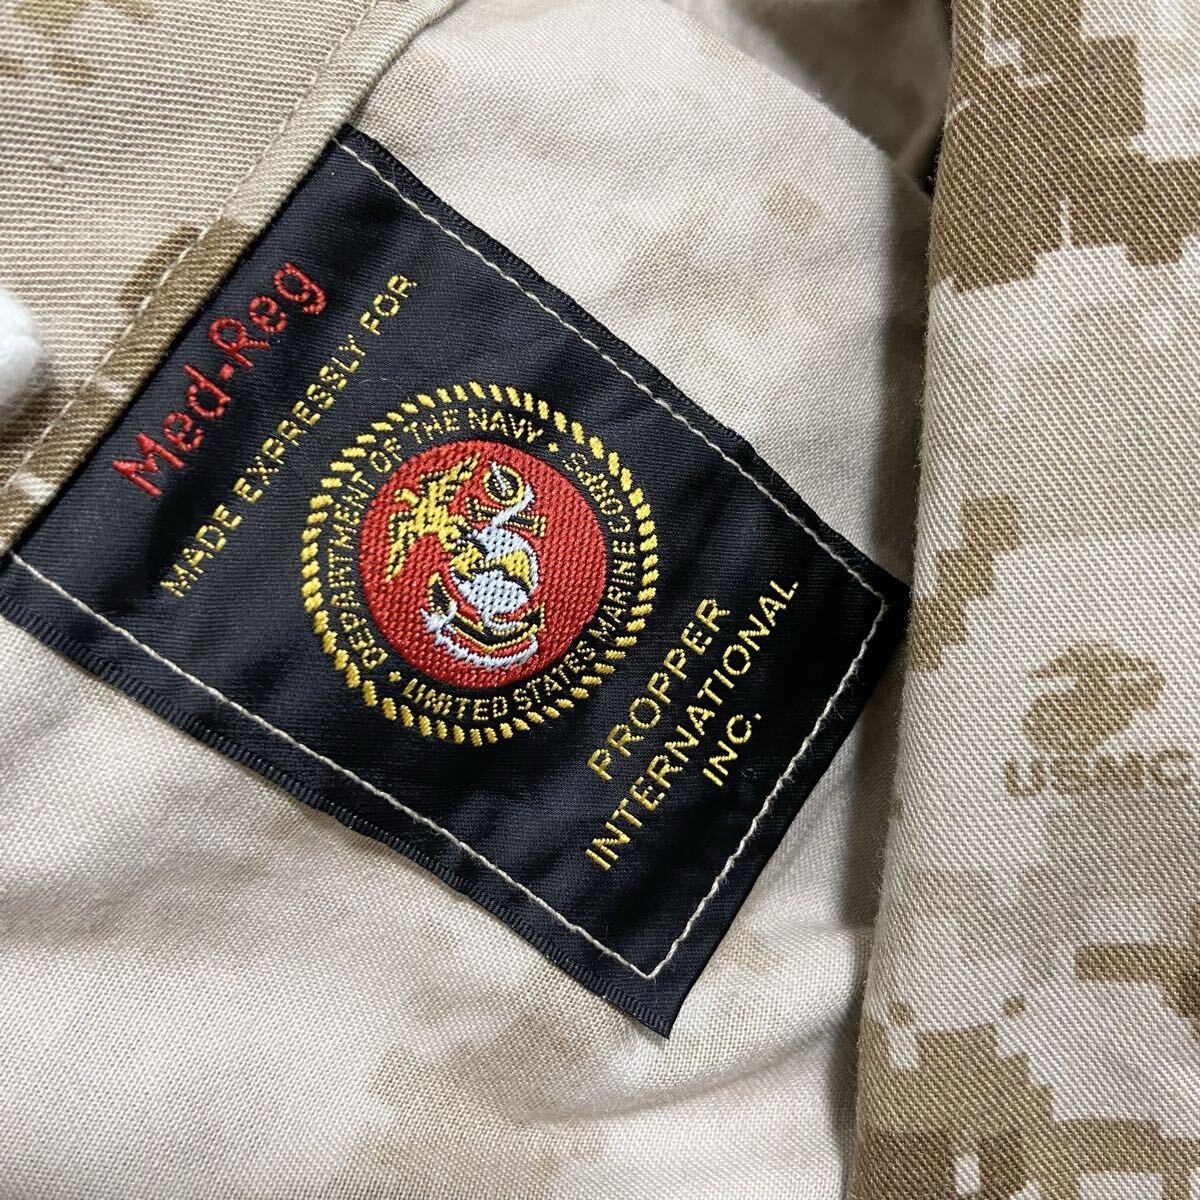 Med-Reg
MADE EXPRESSLY FOR
DEPARTMENT OF THE NAVY
UNITED STATES MARINE CORPS
PROPPER
INTERNATIONAL
INC.
USMC